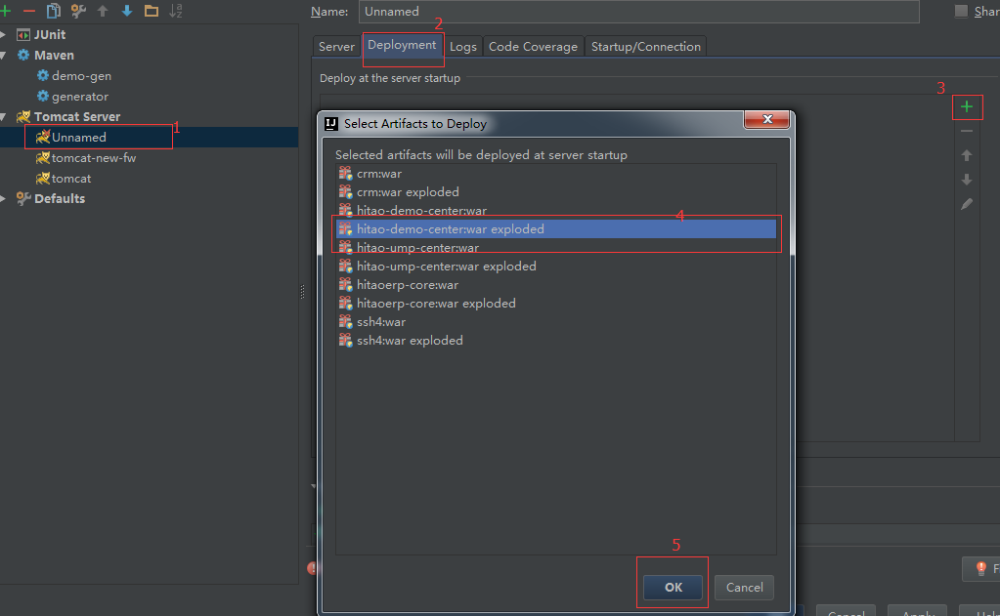 Name: Unnamed
Shar
2
JUnit
Maven
demo-gen
generator
Tomcat Server
Unnamed
1
tomcat-new-fw
tomcat
Defaults
Server Deployment Logs Code Coverage Startup/Connection
Deploy at the server startup
3
Select Artifacts to Deploy
Selected artifacts will be deployed at server startup
crm:war
crm:war exploded
hitao-demo-center:war
4
hitao-demo-center:war exploded
hitao-ump-center:war
hitao-ump-center:war exploded
hitaoerp-core:war
hitaoerp-core:war exploded
ssh4:war
ssh4:war exploded
5
OK Cancel
F
Cancel Apply Help